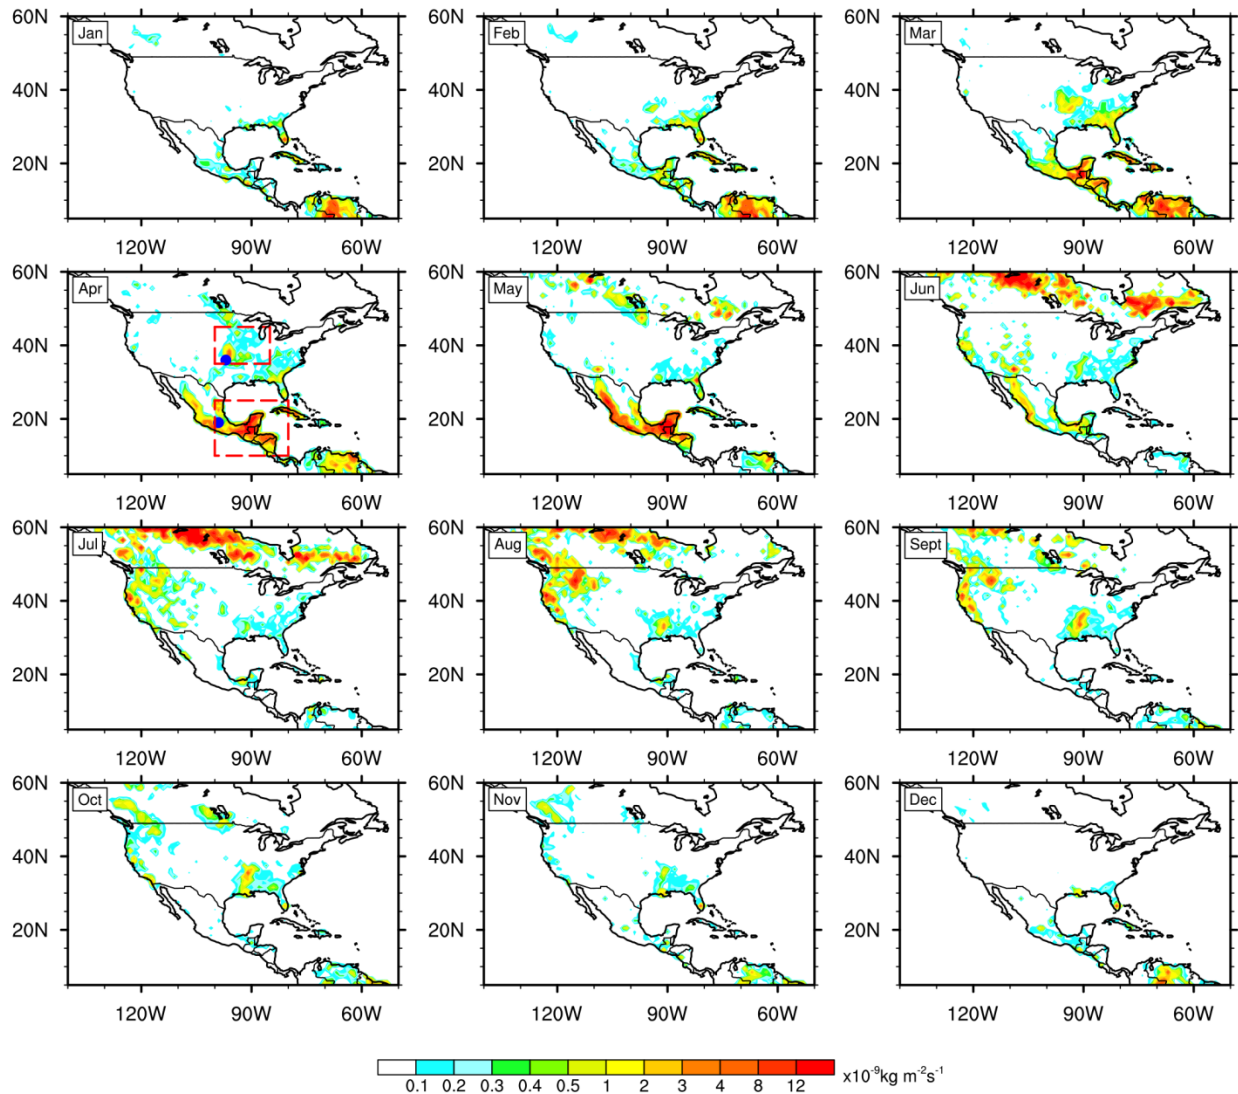 60N 40N 20N Jan 120W 90W 60W
60N 40N 20N Feb 120W 90W 60W
60N 40N 20N Mar 120W 90W 60W
60N 40N 20N Apr 120W 90W 60W
60N 40N 20N May 120W 90W 60W
60N 40N 20N Jun 120W 90W 60W
60N 40N 20N Jul 120W 90W 60W
60N 40N 20N Aug 120W 90W 60W
60N 40N 20N Sept 120W 90W 60W
60N 40N 20N Oct 120W 90W 60W
60N 40N 20N Nov 120W 90W 60W
60N 40N 20N Dec 120W 90W 60W
0.1 0.2 0.3 0.4 0.5 1 2 3 4 8 12 x10⁻⁹kg m⁻²s⁻¹